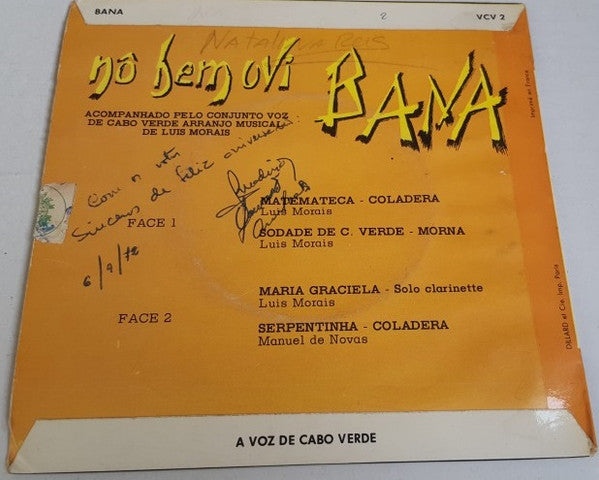 BANA
2
VCV 2
Natalina Reis
nô bem ovi BANA
ACOMPANHADO PELO CONJUNTO VOZ
DE CABO VERDE ARRANJO MUSICAL
DE LUIS MORAIS
Com os votos
Sinceros de feliz aniversário
6/9/72
FACE 1
MATEMATECA - COLADERA
Luis Morais
SODADE DE C. VERDE - MORNA
Luis Morais
FACE 2
MARIA GRACIELA - Solo clarinette
Luis Morais
SERPENTINHA - COLADERA
Manuel de Novas
Imprimé en France
DILLARD et Cie. Imp. Paris
A VOZ DE CABO VERDE